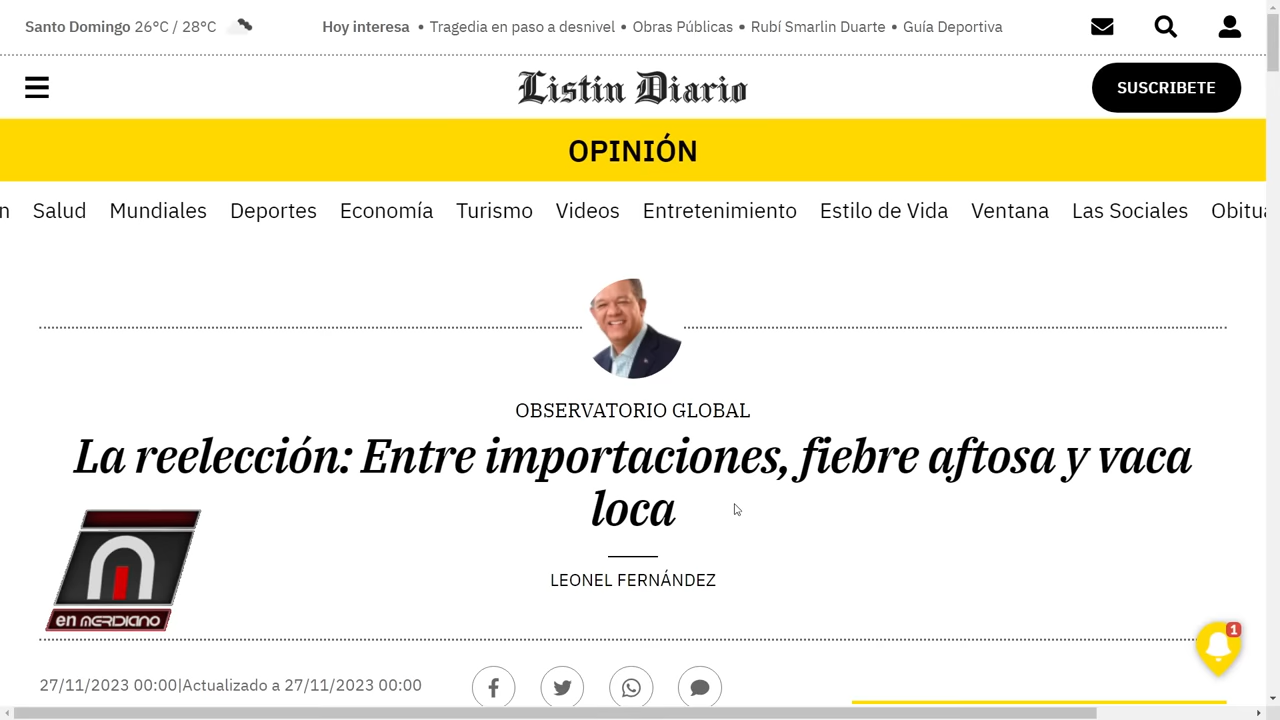 Santo Domingo 26°C / 28°C
Hoy interesa • Tragedia en paso a desnivel • Obras Públicas • Rubí Smarlin Duarte • Guía Deportiva
Listin Diario
SUSCRIBETE
OPINIÓN
n Salud Mundiales Deportes Economía Turismo Videos Entretenimiento Estilo de Vida Ventana Las Sociales Obitua
OBSERVATORIO GLOBAL
La reelección: Entre importaciones, fiebre aftosa y vaca
loca
LEONEL FERNÁNDEZ
en MERIDIANO
1
27/11/2023 00:00|Actualizado a 27/11/2023 00:00